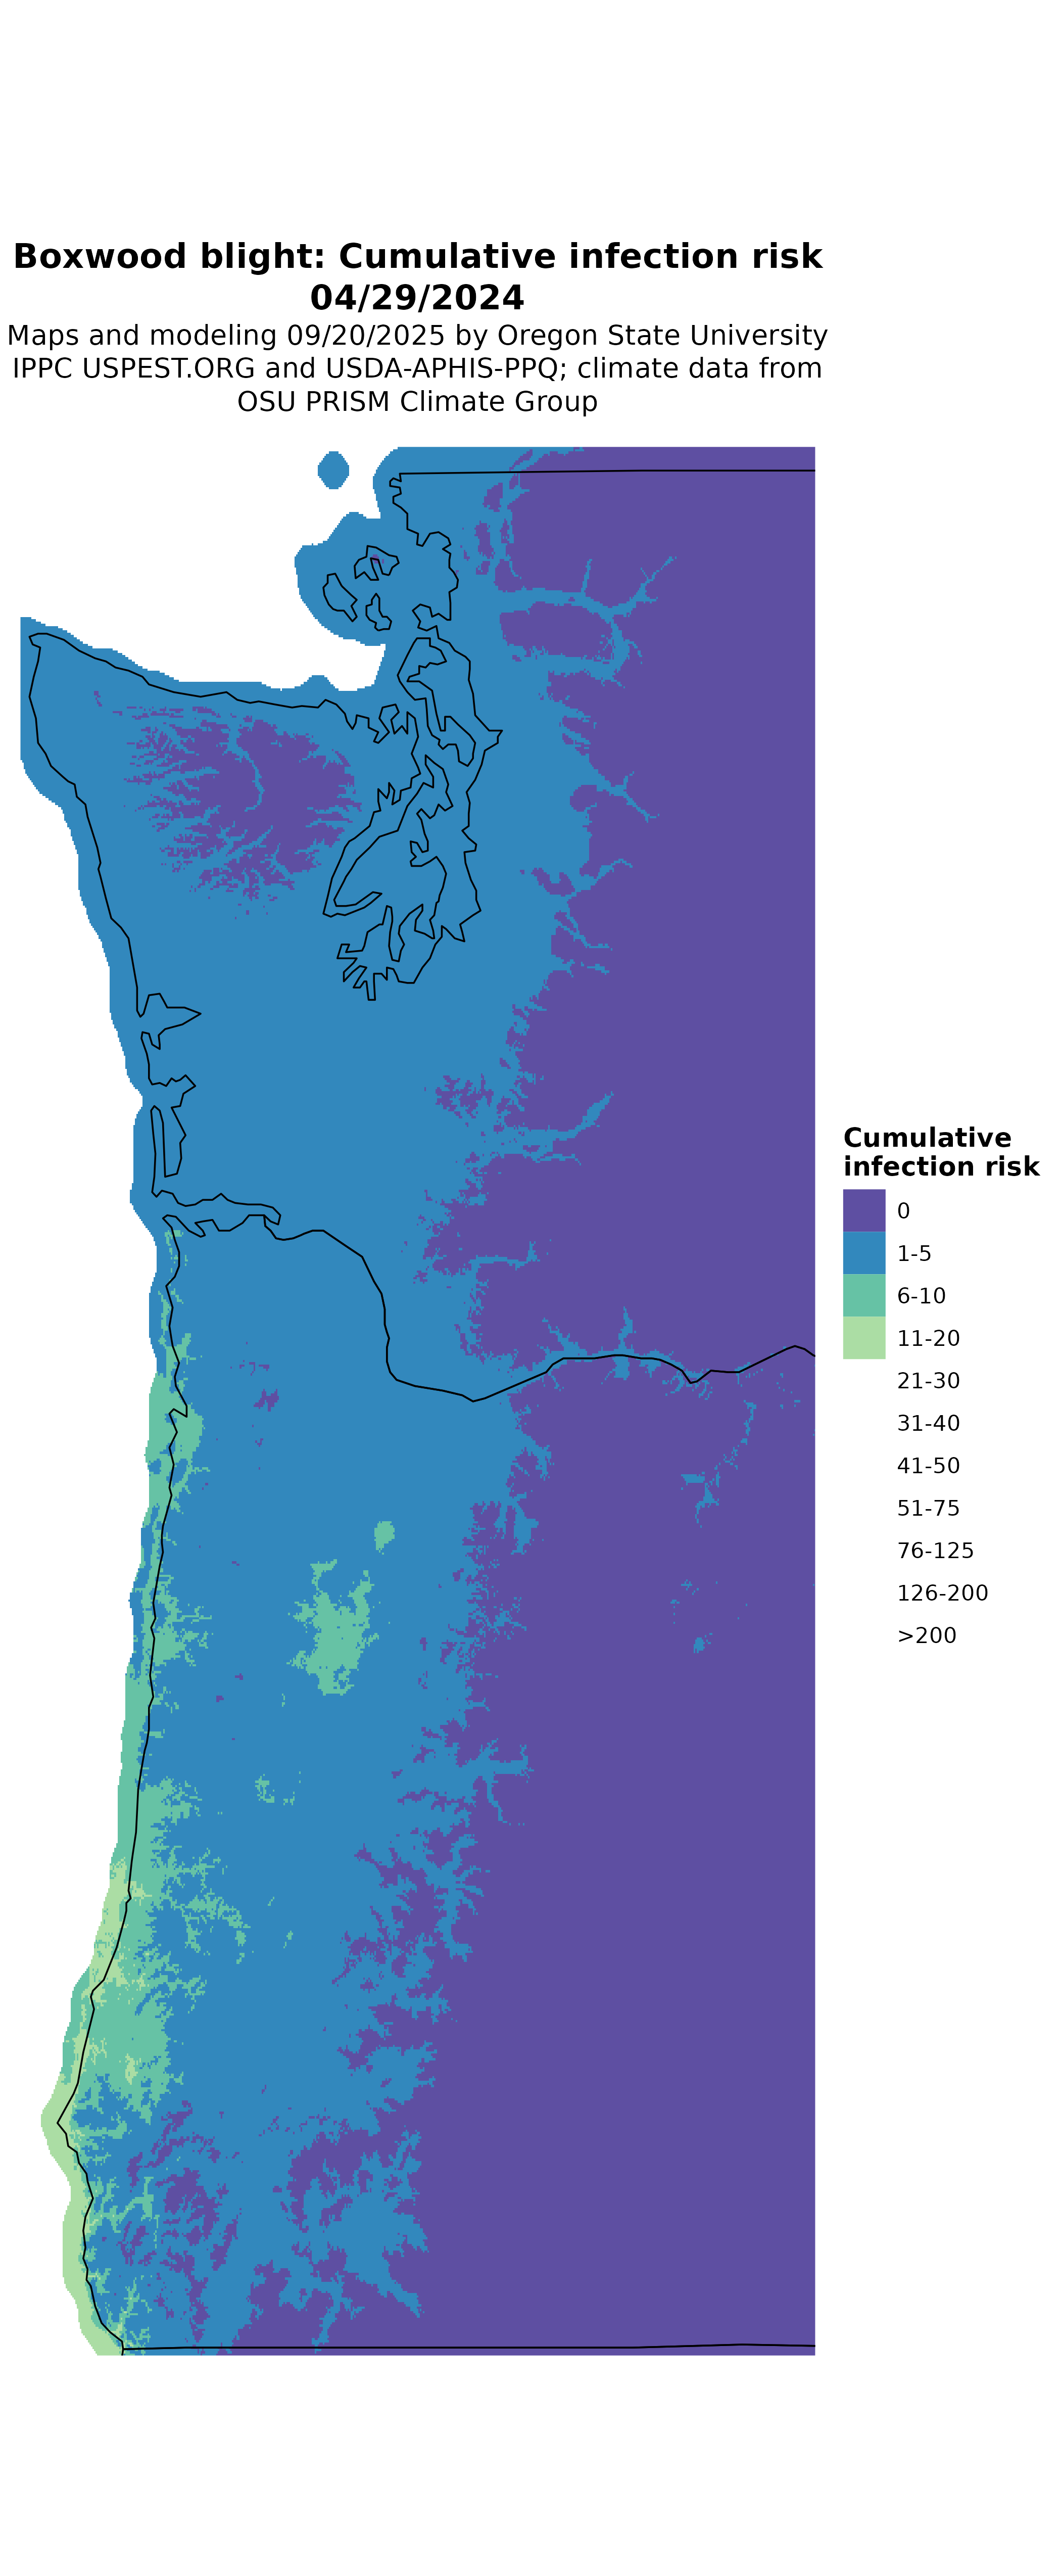 Boxwood blight: Cumulative infection risk
04/29/2024
Maps and modeling 09/20/2025 by Oregon State University
IPPC USPEST.ORG and USDA-APHIS-PPQ; climate data from
OSU PRISM Climate Group
Cumulative
infection risk
0
1-5
6-10
11-20
21-30
31-40
41-50
51-75
76-125
126-200
>200